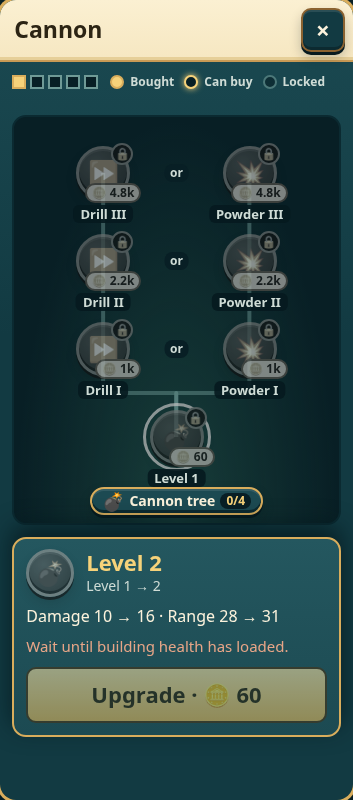 Cannon
×
Bought Can buy Locked
4.8k or 4.8k
Drill III Powder III
2.2k or 2.2k
Drill II Powder II
1k or 1k
Drill I Powder I
60
Level 1
Cannon tree 0/4
Level 2
Level 1 → 2
Damage 10 → 16 · Range 28 → 31
Wait until building health has loaded.
Upgrade · 60